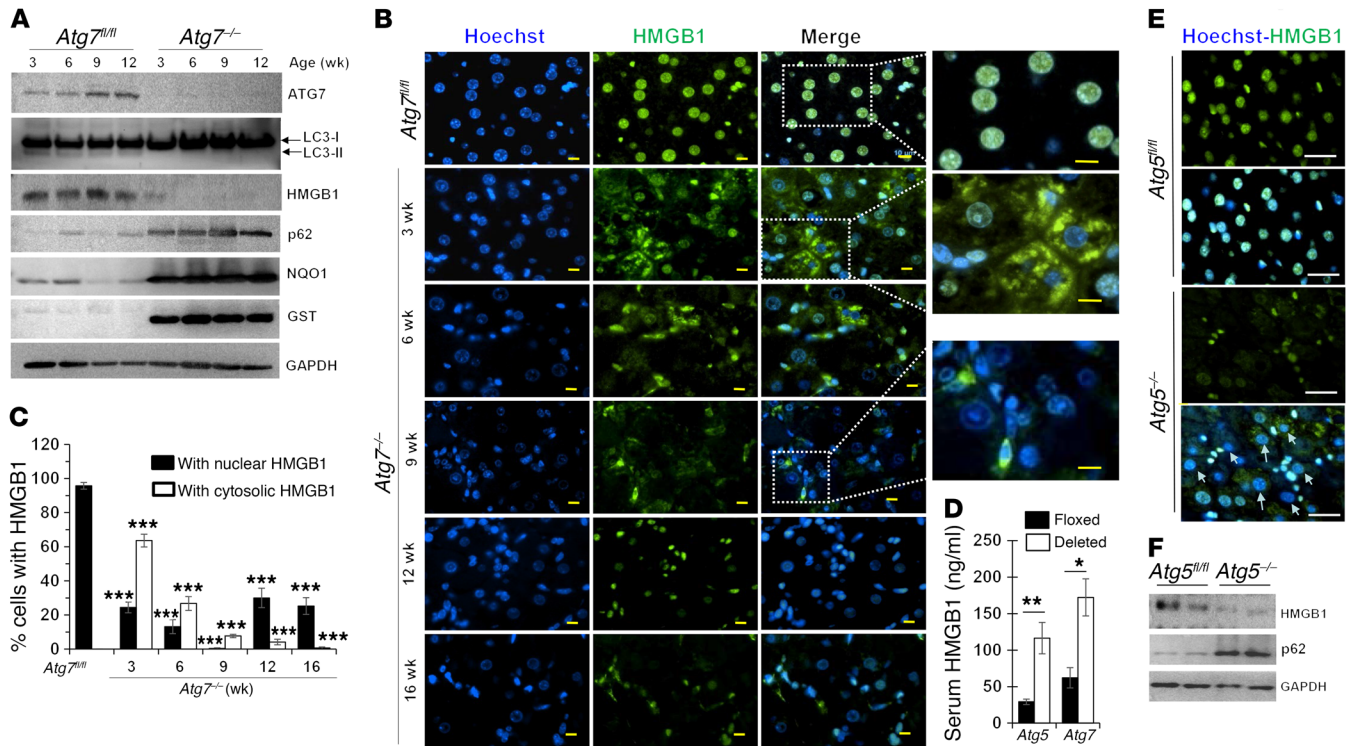 A
Atg7fl/fl Atg7–/–
3 6 9 12 3 6 9 12 Age (wk)
ATG7
LC3-I
LC3-II
HMGB1
p62
NQO1
GST
GAPDH
B
Hoechst HMGB1 Merge
Atg7fl/fl
10 µm
Atg7–/–
3 wk
6 wk
9 wk
12 wk
16 wk
C
% cells with HMGB1
120
100
80
60
40
20
0
With nuclear HMGB1
With cytosolic HMGB1
*** *** *** *** *** *** *** *** *** ***
Atg7fl/fl 3 6 9 12 16
Atg7–/– (wk)
D
Serum HMGB1 (ng/ml)
Floxed
Deleted
250
200
150
100
50
0
** *
Atg5 Atg7
E
Hoechst-HMGB1
Atg5fl/fl
Atg5–/–
F
Atg5fl/fl Atg5–/–
HMGB1
p62
GAPDH